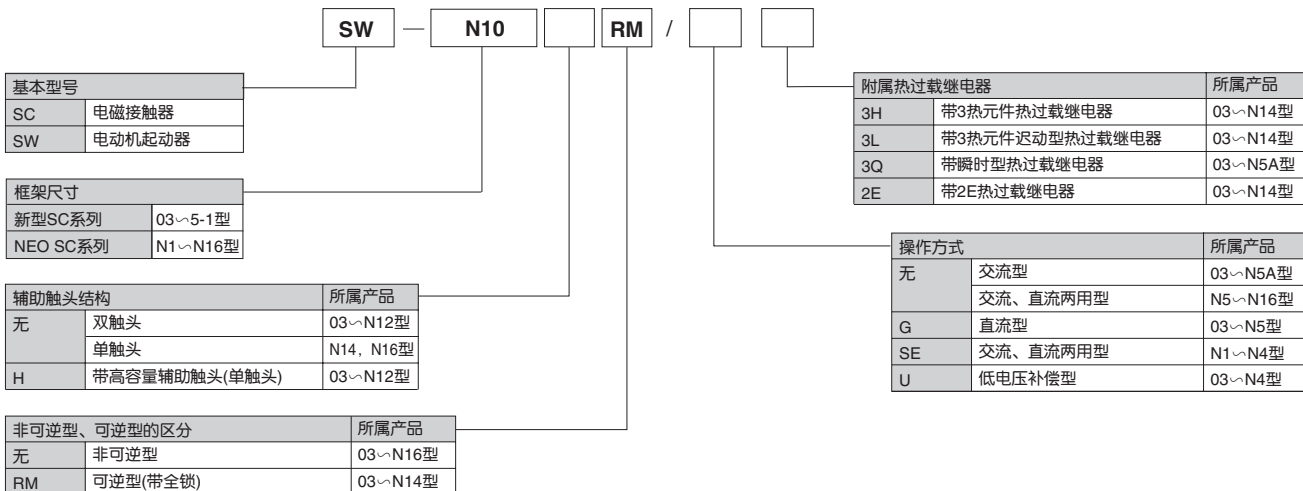 SW — N10 RM /
基本型号
SC 电磁接触器
SW 电动机起动器
框架尺寸
新型SC系列 03∽5-1型
NEO SC系列 N1∽N16型
辅助触头结构 所属产品
无 双触头 03∽N12型
单触头 N14, N16型
H 带高容量辅助触头(单触头) 03∽N12型
非可逆型、可逆型的区分 所属产品
无 非可逆型 03∽N16型
RM 可逆型(带全锁) 03∽N14型
附属热过载继电器 所属产品
3H 带3热元件热过载继电器 03∽N14型
3L 带3热元件迟动型热过载继电器 03∽N14型
3Q 带瞬时型热过载继电器 03∽N5A型
2E 带2E热过载继电器 03∽N14型
操作方式 所属产品
无 交流型 03∽N5A型
交流、直流两用型 N5∽N16型
G 直流型 03∽N5型
SE 交流、直流两用型 N1∽N4型
U 低电压补偿型 03∽N4型